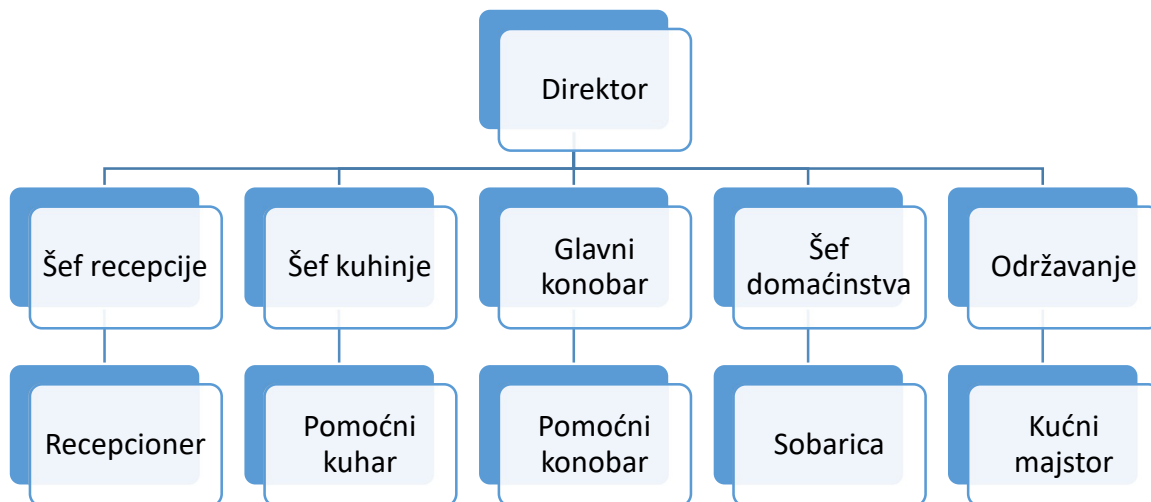 Direktor
Šef recepcije
Šef kuhinje
Glavni
konobar
Šef
domaćinstva
Održavanje
Recepcioner
Pomoćni
kuhar
Pomoćni
konobar
Sobarica
Kućni
majstor